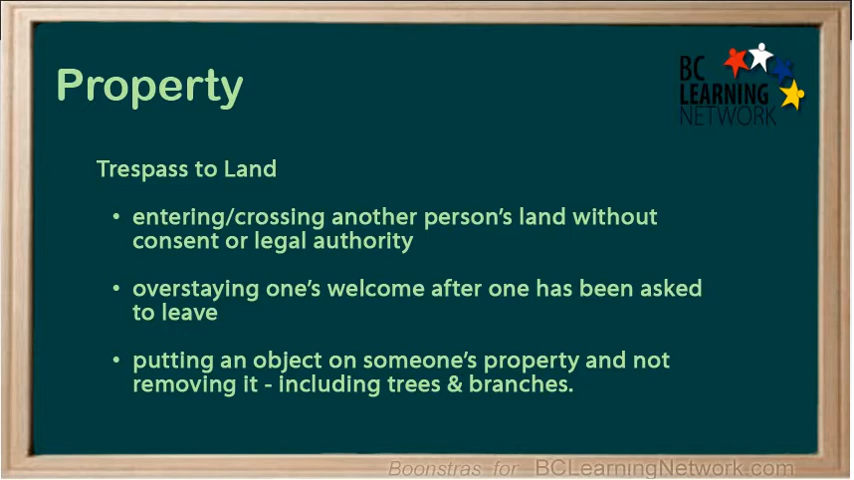 Property
BC
LEARNING
NETWORK
Trespass to Land
• entering/crossing another person's land without
consent or legal authority
• overstaying one's welcome after one has been asked
to leave
• putting an object on someone's property and not
removing it - including trees & branches.
Boonstras for BCLearningNetwork.com